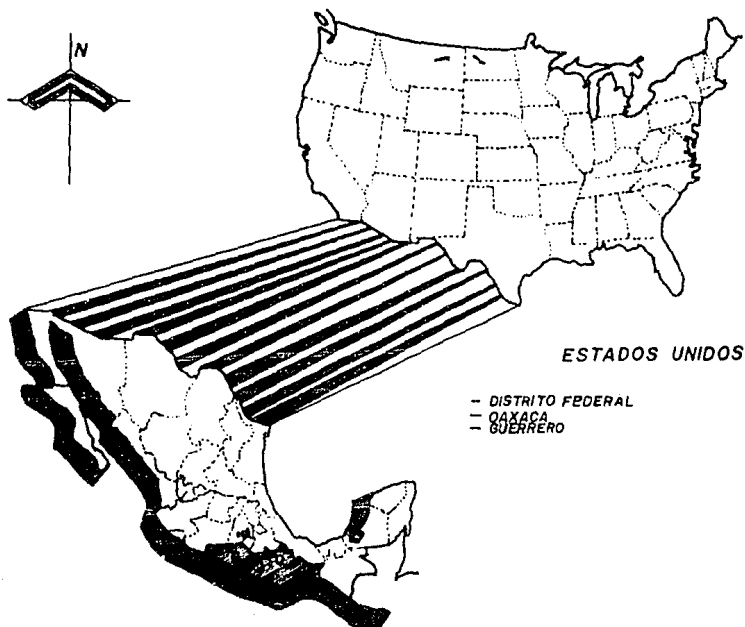 N
ESTADOS UNIDOS
— DISTRITO FEDERAL
— OAXACA
— GUERRERO